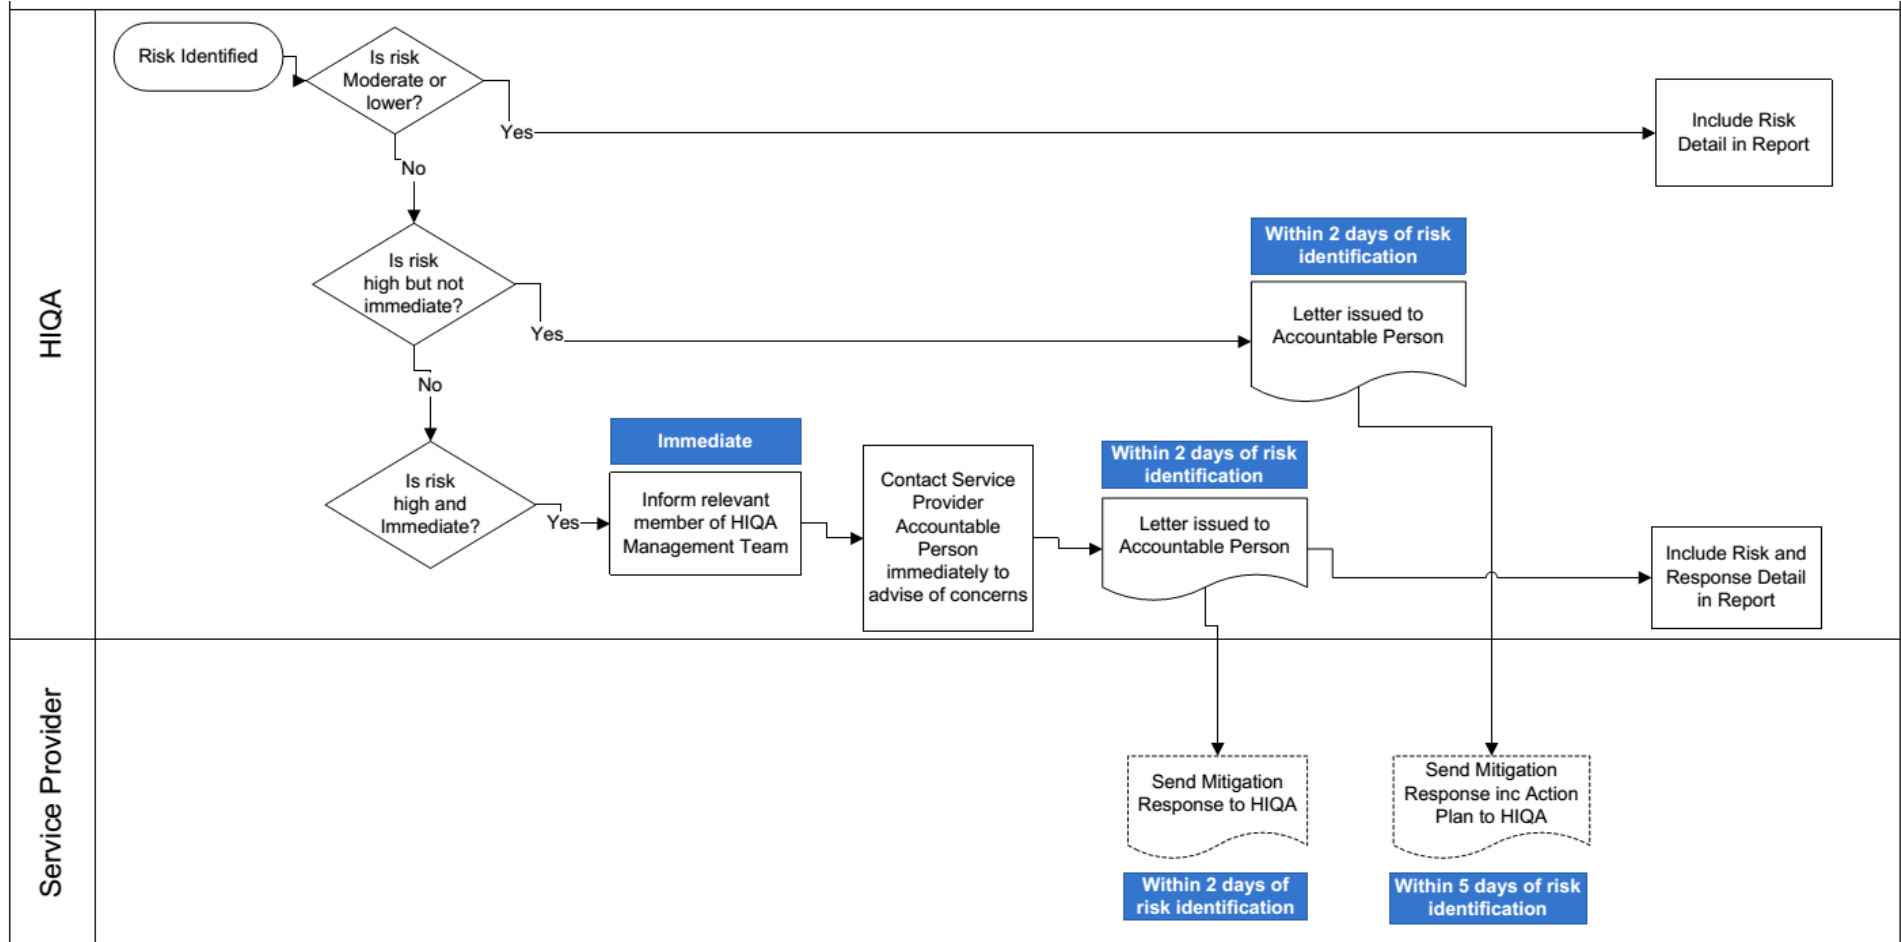 HIQA
Risk Identified
Is risk
Moderate or
lower?
Yes
Include Risk
Detail in Report
No
Is risk
high but not
immediate?
Yes
Within 2 days of risk
identification
Letter issued to
Accountable Person
No
Is risk
high and
Immediate?
Yes
Immediate
Inform relevant
member of HIQA
Management Team
Contact Service
Provider
Accountable
Person
immediately to
advise of concerns
Within 2 days of risk
identification
Letter issued to
Accountable Person
Include Risk and
Response Detail
in Report
Service Provider
Send Mitigation
Response to HIQA
Within 2 days of
risk identification
Send Mitigation
Response inc Action
Plan to HIQA
Within 5 days of risk
identification